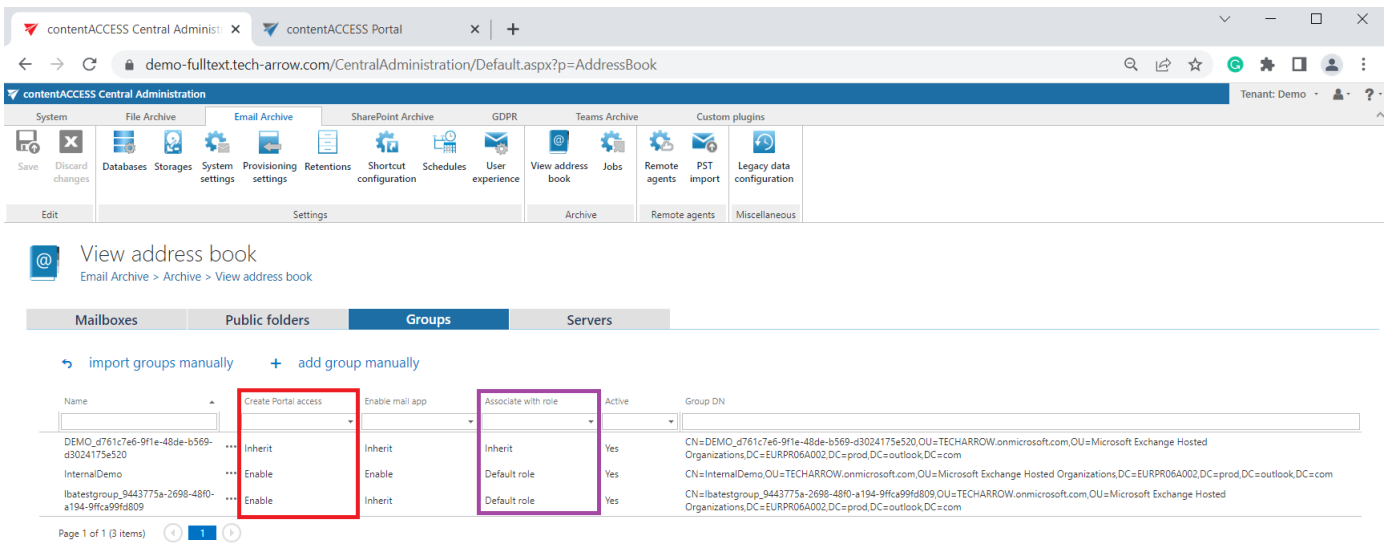 contentACCESS Central Administ
contentACCESS Portal
demo-fulltext.tech-arrow.com/CentralAdministration/Default.aspx?p=AddressBook
contentACCESS Central Administration
Tenant: Demo
?
System
File Archive
Email Archive
SharePoint Archive
GDPR
Teams Archive
Custom plugins
Save
Discard
changes
Databases
Storages
System
settings
Provisioning
settings
Retentions
Shortcut
configuration
Schedules
User
experience
View address
book
Jobs
Remote
agents
PST
import
Legacy data
configuration
Edit
Settings
Archive
Remote agents
Miscellaneous
View address book
Email Archive > Archive > View address book
Mailboxes
Public folders
Groups
Servers
import groups manually
+ add group manually
Name
Create Portal access
Enable mail app
Associate with role
Active
Group DN
DEMO_d761c7e6-9f1e-48de-b569-
d3024175e520
Inherit
Inherit
Inherit
Yes
CN=DEMO_d761c7e6-9f1e-48de-b569-d3024175e520,OU=TECHARROW.onmicrosoft.com,OU=Microsoft Exchange Hosted
Organizations,DC=EURPR06A002,DC=prod,DC=outlook,DC=com
InternalDemo
Enable
Enable
Default role
Yes
CN=InternalDemo,OU=TECHARROW.onmicrosoft.com,OU=Microsoft Exchange Hosted Organizations,DC=EURPR06A002,DC=prod,DC=outlook,DC=com
lbatestgroup_9443775a-2698-48f0-
a194-9ffca99fd809
Enable
Inherit
Default role
Yes
CN=lbatestgroup_9443775a-2698-48f0-a194-9ffca99fd809,OU=TECHARROW.onmicrosoft.com,OU=Microsoft Exchange Hosted
Organizations,DC=EURPR06A002,DC=prod,DC=outlook,DC=com
Page 1 of 1 (3 items)
1